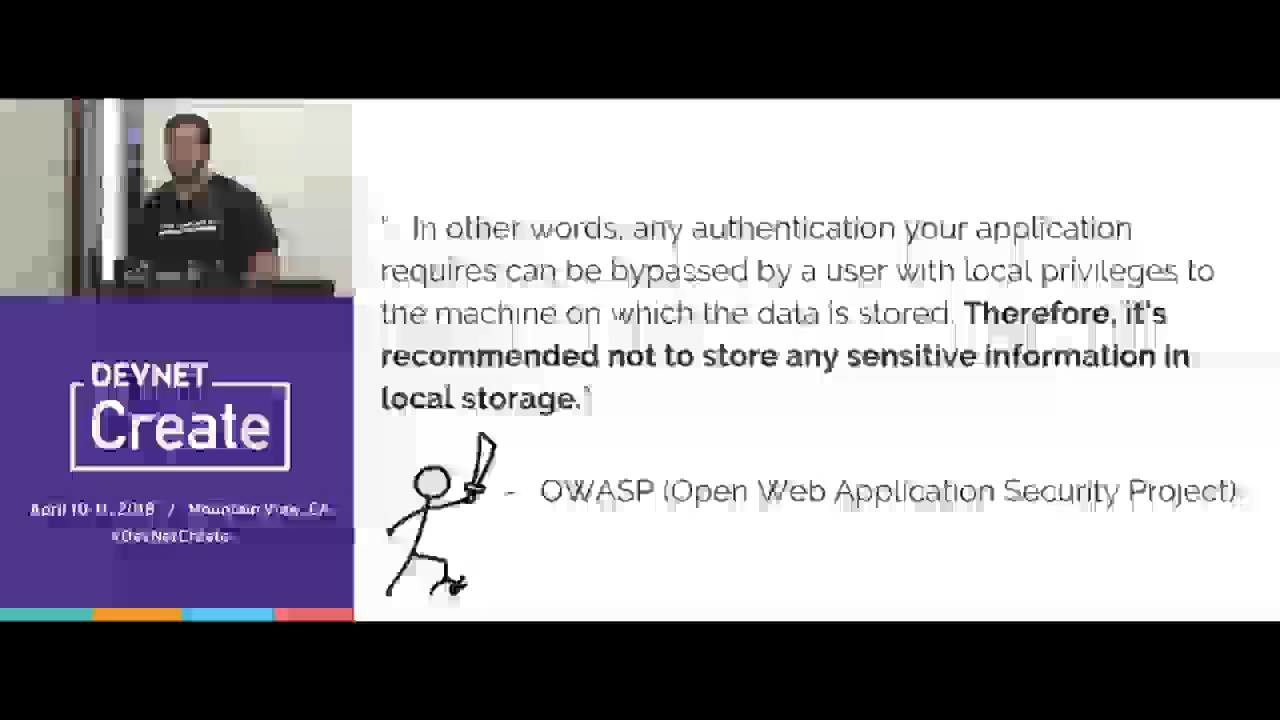 " In other words, any authentication your application
requires can be bypassed by a user with local privileges to
the machine on which the data is stored. Therefore, it's
recommended not to store any sensitive information in
local storage."
- OWASP (Open Web Application Security Project)
DEVNET
Create
April 10-11, 2018 / Mountain View, CA
#DevNetCreate